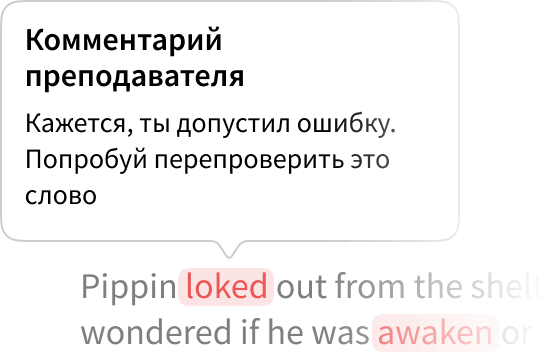 Комментарий
преподавателя
Кажется, ты допустил ошибку.
Попробуй перепроверить это
слово
Pippin loked out from the shelt
wondered if he was awaken or